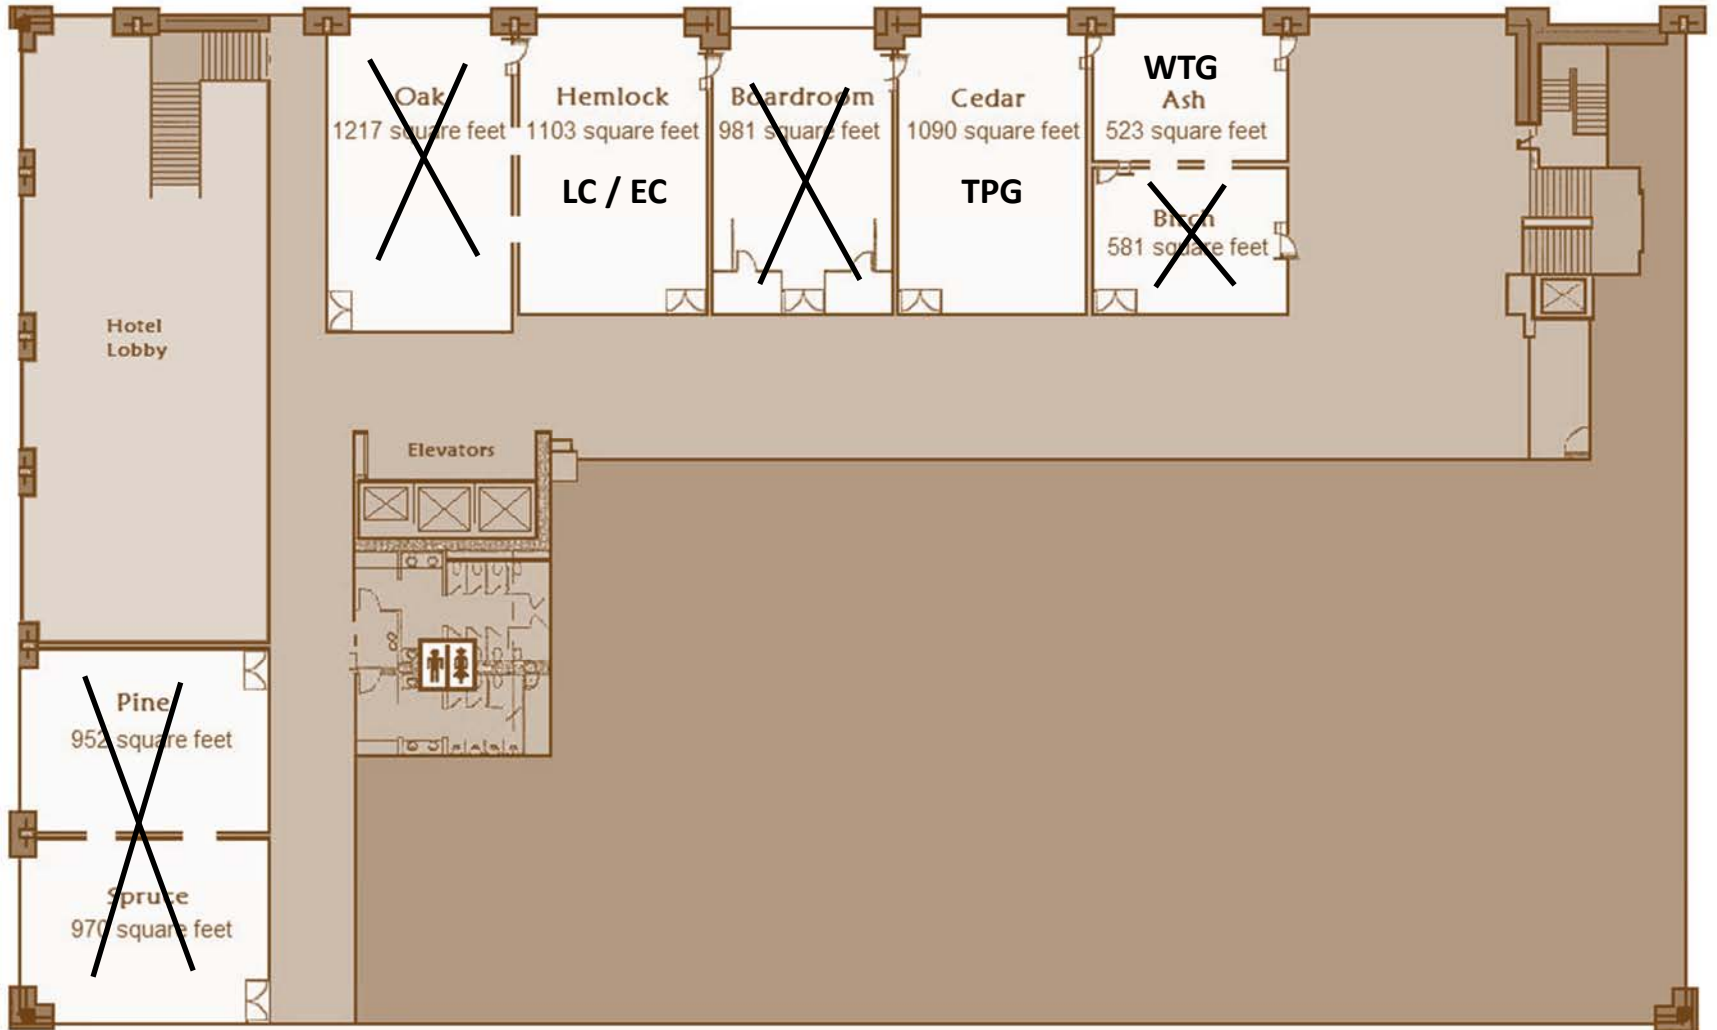 Oak
1217 square feet
Hemlock
1103 square feet
LC / EC
Boardroom
981 square feet
Cedar
1090 square feet
TPG
WTG
Ash
523 square feet
Birch
581 square feet
Hotel
Lobby
Elevators
Pine
952 square feet
Spruce
970 square feet